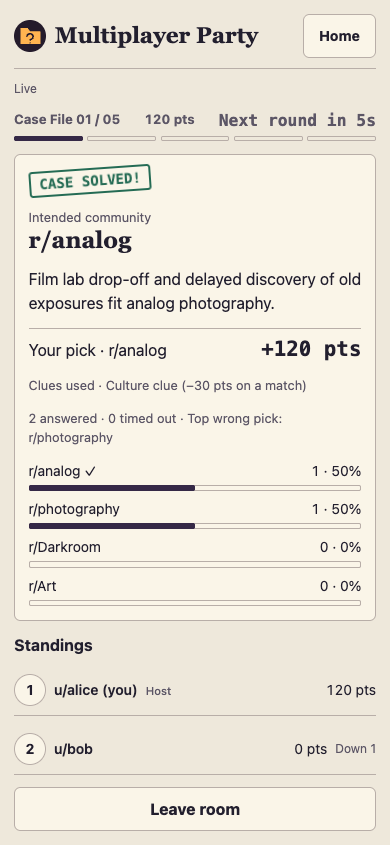 Multiplayer Party
Home
Live
Case File 01 / 05 120 pts Next round in 5s
CASE SOLVED!
Intended community
r/analog
Film lab drop-off and delayed discovery of old
exposures fit analog photography.
Your pick · r/analog +120 pts
Clues used · Culture clue (−30 pts on a match)
2 answered · 0 timed out · Top wrong pick:
r/photography
r/analog ✓ 1 · 50%
r/photography 1 · 50%
r/Darkroom 0 · 0%
r/Art 0 · 0%
Standings
1 u/alice (you) Host 120 pts
2 u/bob 0 pts Down 1
Leave room